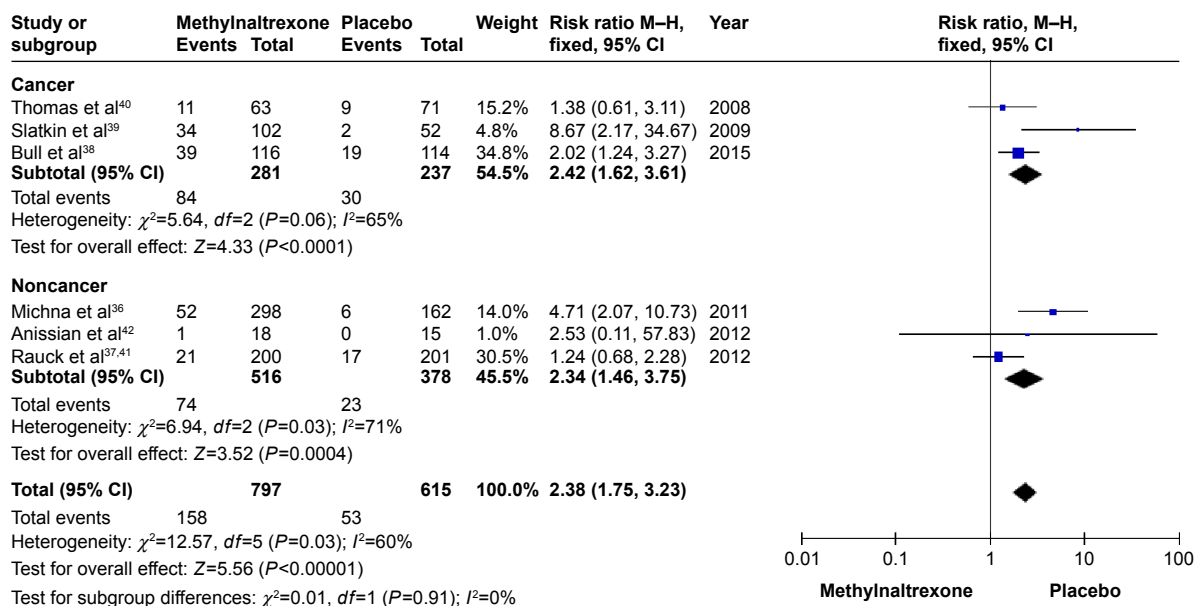 Study or Methylnaltrexone Placebo Weight Risk ratio M–H, Year Risk ratio, M–H,
subgroup Events Total Events Total fixed, 95% CI fixed, 95% CI
Cancer
Thomas et al⁴⁰ 11 63 9 71 15.2% 1.38 (0.61, 3.11) 2008
Slatkin et al³⁹ 34 102 2 52 4.8% 8.67 (2.17, 34.67) 2009
Bull et al³⁸ 39 116 19 114 34.8% 2.02 (1.24, 3.27) 2015
Subtotal (95% CI) 281 237 54.5% 2.42 (1.62, 3.61)
Total events 84 30
Heterogeneity: χ²=5.64, df=2 (P=0.06); I²=65%
Test for overall effect: Z=4.33 (P<0.0001)
Noncancer
Michna et al³⁶ 52 298 6 162 14.0% 4.71 (2.07, 10.73) 2011
Anissian et al⁴² 1 18 0 15 1.0% 2.53 (0.11, 57.83) 2012
Rauck et al³⁷,⁴¹ 21 200 17 201 30.5% 1.24 (0.68, 2.28) 2012
Subtotal (95% CI) 516 378 45.5% 2.34 (1.46, 3.75)
Total events 74 23
Heterogeneity: χ²=6.94, df=2 (P=0.03); I²=71%
Test for overall effect: Z=3.52 (P=0.0004)
Total (95% CI) 797 615 100.0% 2.38 (1.75, 3.23)
Total events 158 53
Heterogeneity: χ²=12.57, df=5 (P=0.03); I²=60%
Test for overall effect: Z=5.56 (P<0.00001)
Test for subgroup differences: χ²=0.01, df=1 (P=0.91); I²=0%
0.01 0.1 1 10 100
Methylnaltrexone Placebo